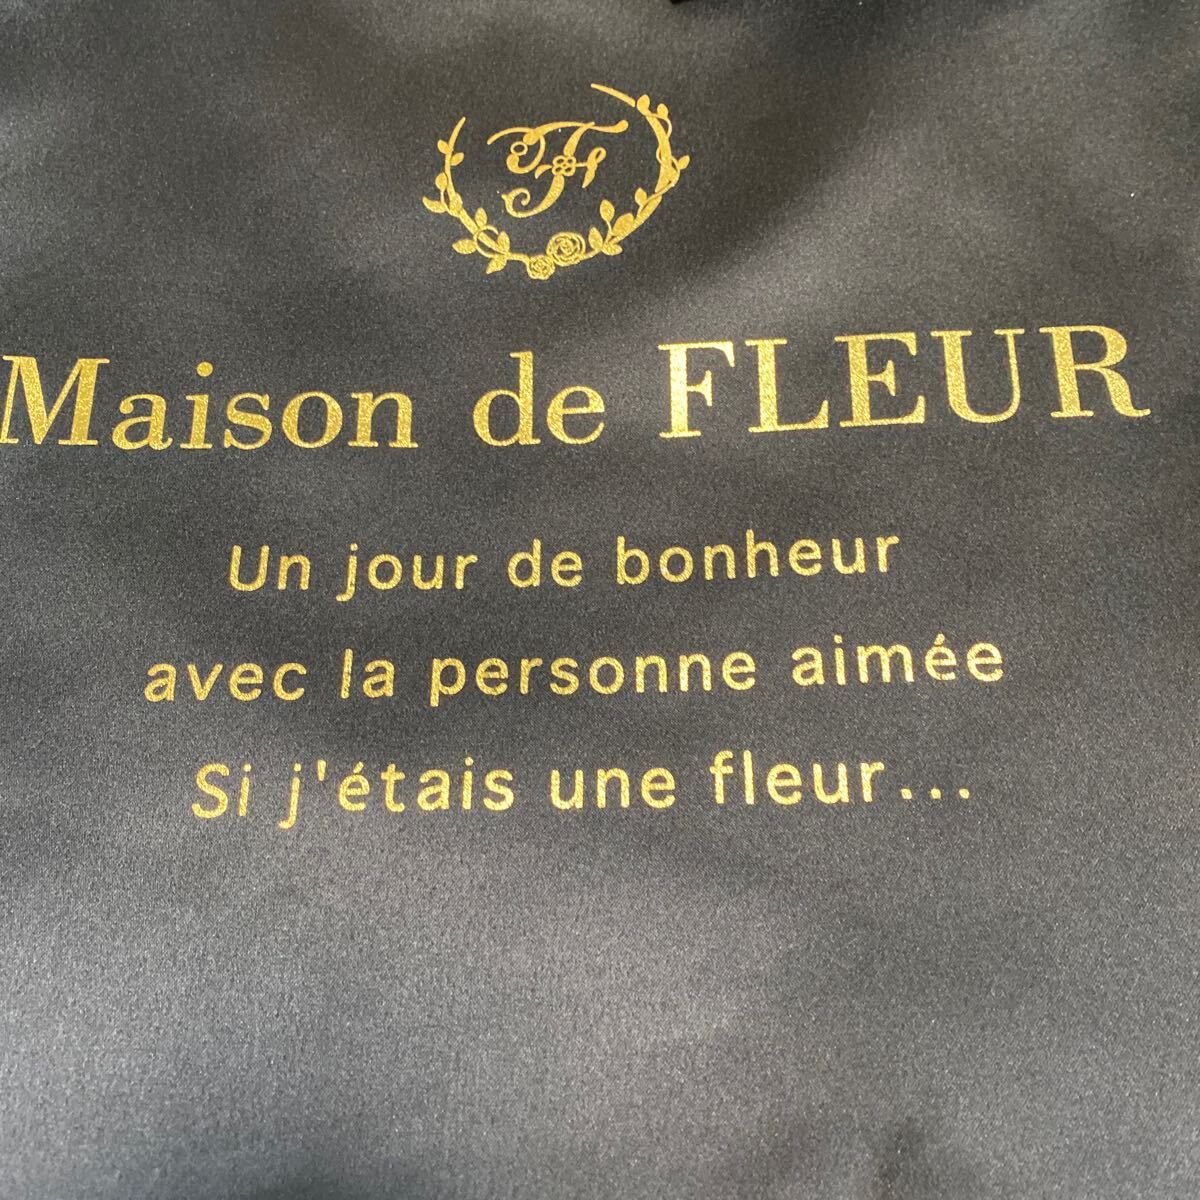 F
Maison de FLEUR
Un jour de bonheur
avec la personne aimée
Si j'étais une fleur...